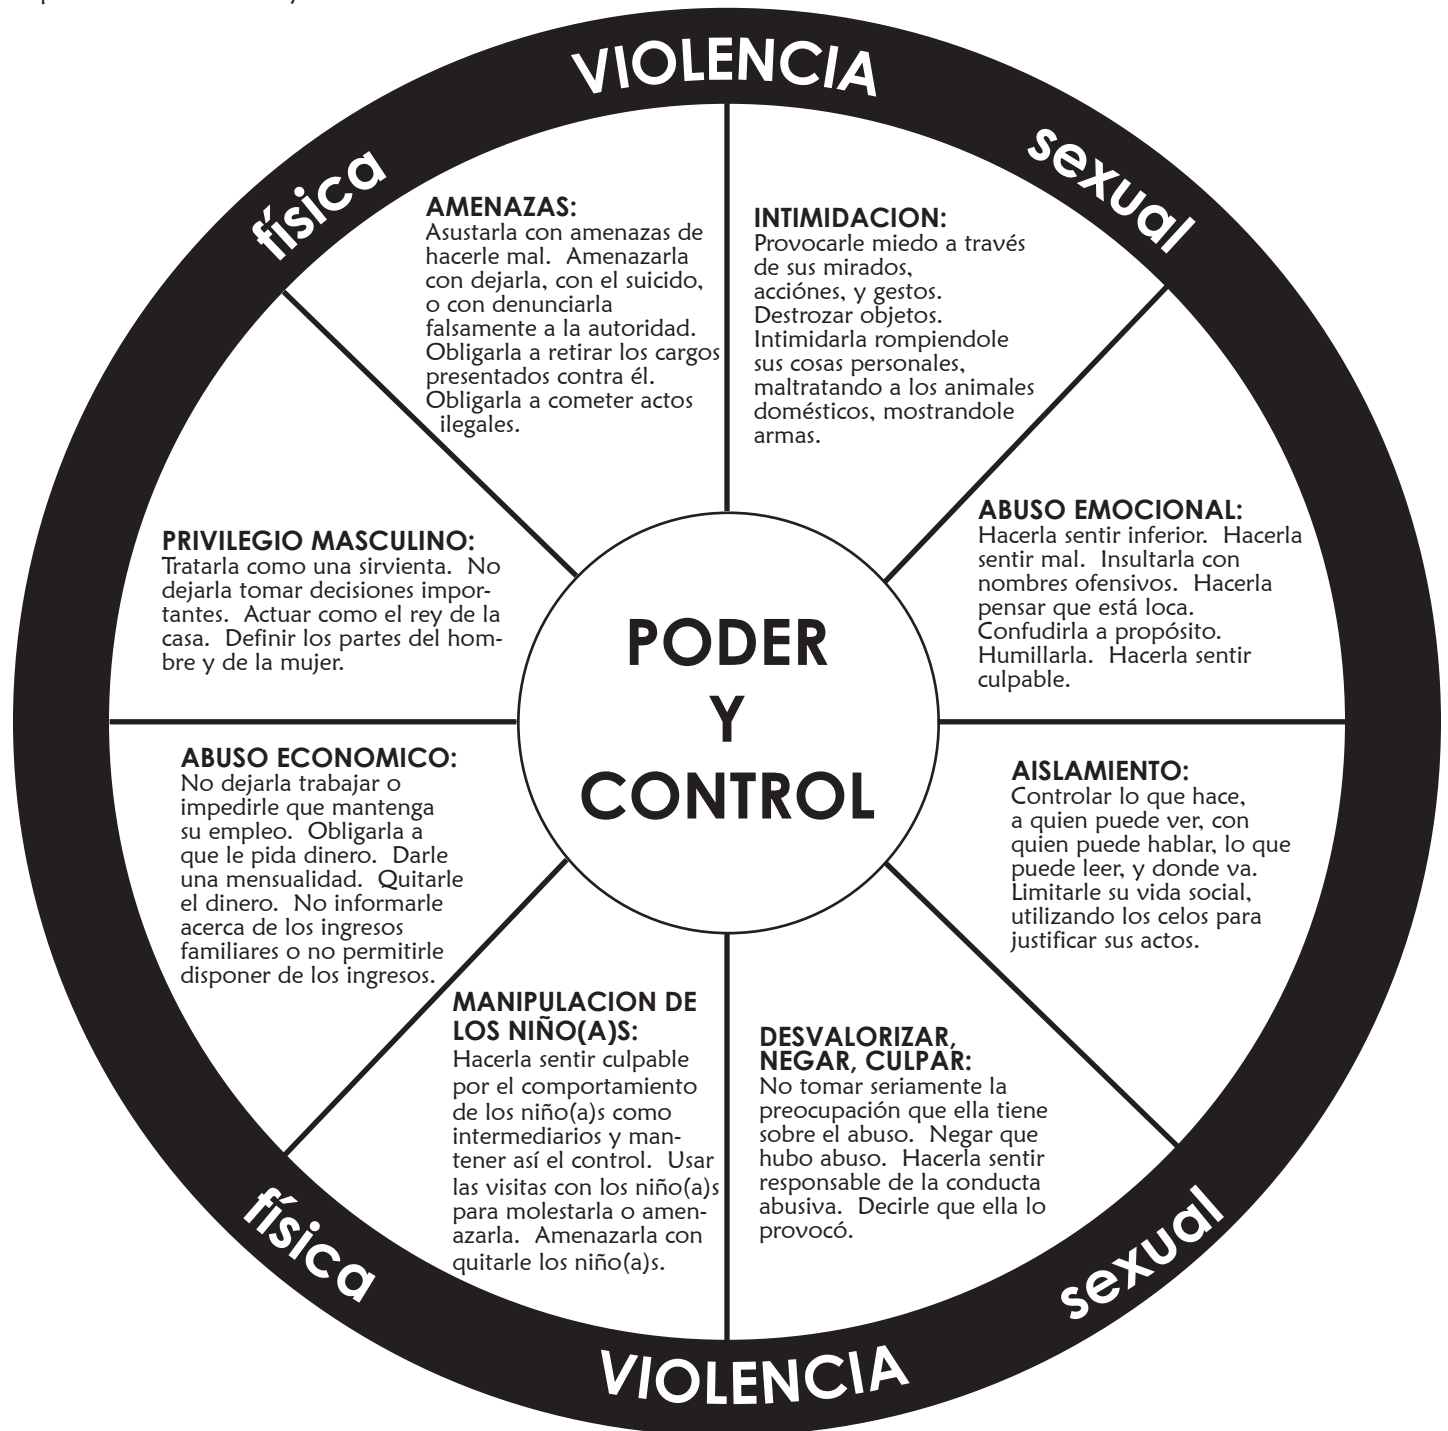 VIOLENCIA
física
sexual
AMENAZAS:
Asustarla con amenazas de
hacerle mal.  Amenazarla
con dejarla, con el suicido,
o con denunciarla
falsamente a la autoridad.
Obligarla a retirar los cargos
presentados contra él.
Obligarla a cometer actos
ilegales.
INTIMIDACION:
Provocarle miedo a través
de sus mirados,
acciónes, y gestos.
Destrozar objetos.
Intimidarla rompiendole
sus cosas personales,
maltratando a los animales
domésticos, mostrandole
armas.
PRIVILEGIO MASCULINO:
Tratarla como una sirvienta.  No
dejarla tomar decisiones impor-
tantes.  Actuar como el rey de la
casa.  Definir los partes del hom-
bre y de la mujer.
ABUSO EMOCIONAL:
Hacerla sentir inferior.  Hacerla
sentir mal.  Insultarla con
nombres ofensivos.  Hacerla
pensar que está loca.
Confudirla a propósito.
Humillarla.  Hacerla sentir
culpable.
PODER
Y
CONTROL
ABUSO ECONOMICO:
No dejarla trabajar o
impedirle que mantenga
su empleo.  Obligarla a
que le pida dinero.  Darle
una mensualidad.  Quitarle
el dinero.  No informarle
acerca de los ingresos
familiares o no permitirle
disponer de los ingresos.
AISLAMIENTO:
Controlar lo que hace,
a quien puede ver, con
quien puede hablar, lo que
puede leer, y donde va.
Limitarle su vida social,
utilizando los celos para
justificar sus actos.
MANIPULACION DE
LOS NIÑO(A)S:
Hacerla sentir culpable
por el comportamiento
de los niño(a)s como
intermediarios y man-
tener así el control.  Usar
las visitas con los niño(a)s
para molestarla o amen-
azarla.  Amenazarla con
quitarle los niño(a)s.
DESVALORIZAR,
NEGAR, CULPAR:
No tomar seriamente la
preocupación que ella tiene
sobre el abuso.  Negar que
hubo abuso.  Hacerla sentir
responsable de la conducta
abusiva.  Decirle que ella lo
provocó.
física
sexual
VIOLENCIA